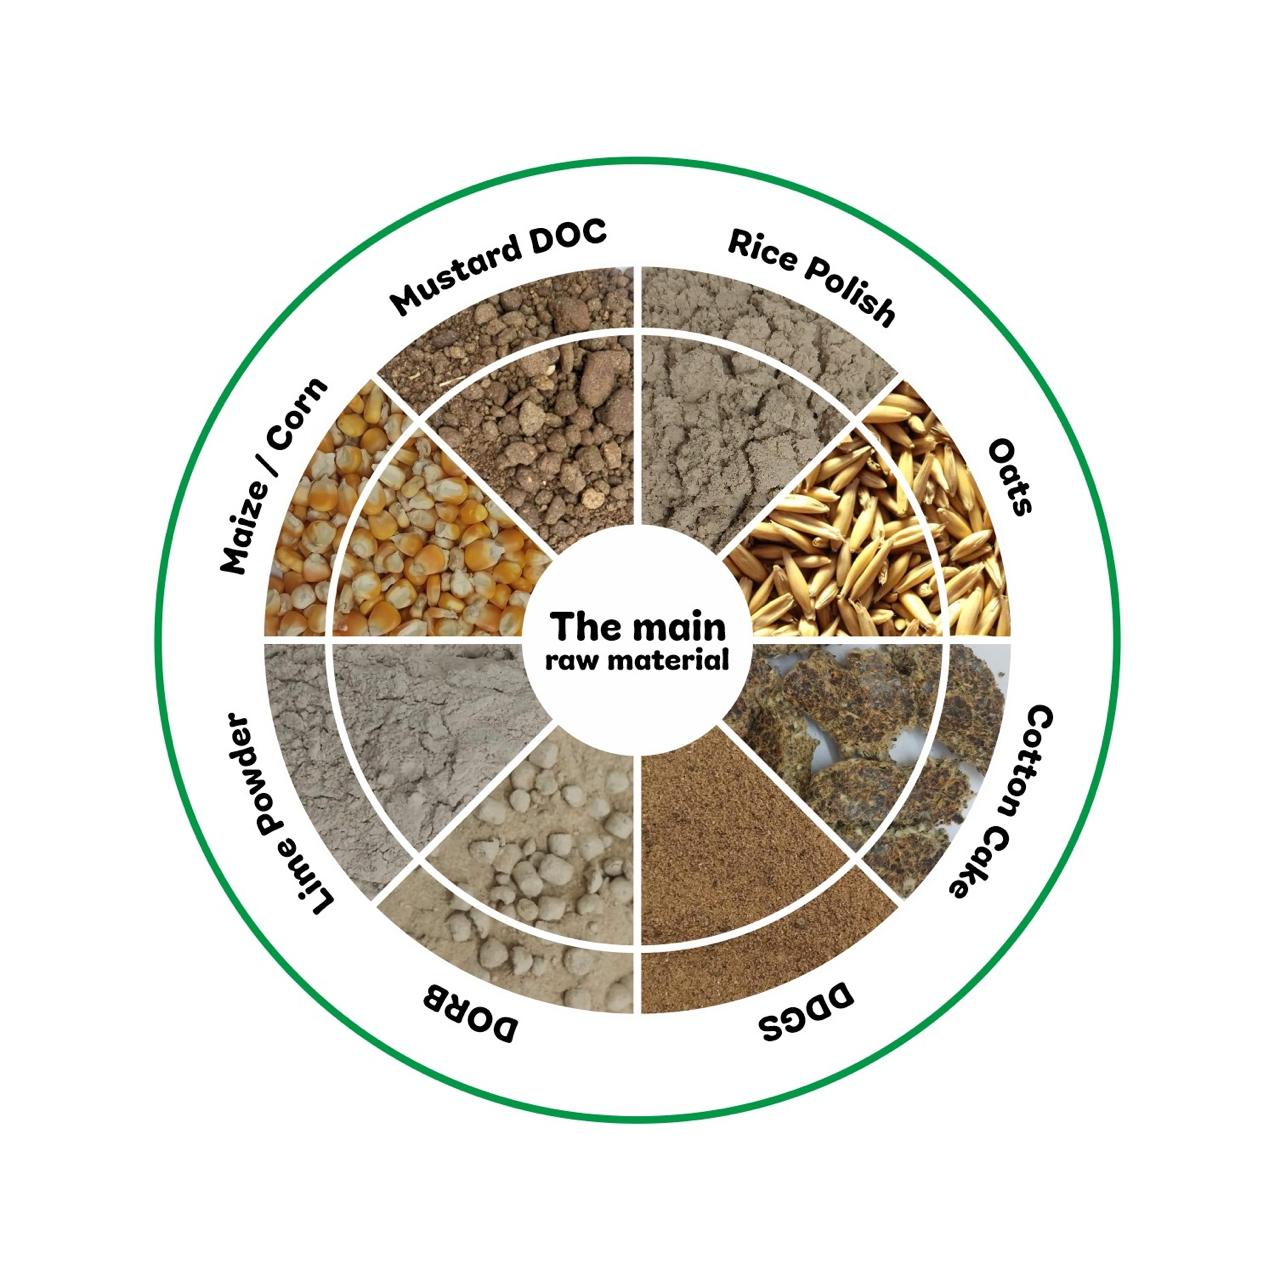 Mustard DOC
Rice Polish
Oats
Cotton Cake
DDGS
DORB
Lime Powder
Maize / Corn
The main
raw material